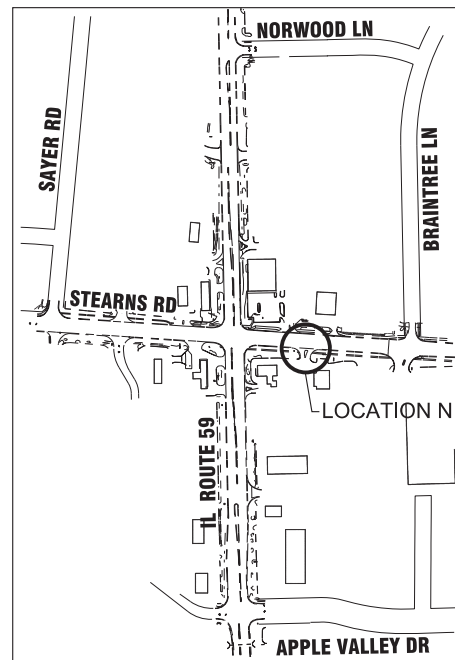 NORWOOD LN
SAYER RD
BRAINTREE LN
STEARNS RD
LOCATION N
IL ROUTE 59
APPLE VALLEY DR